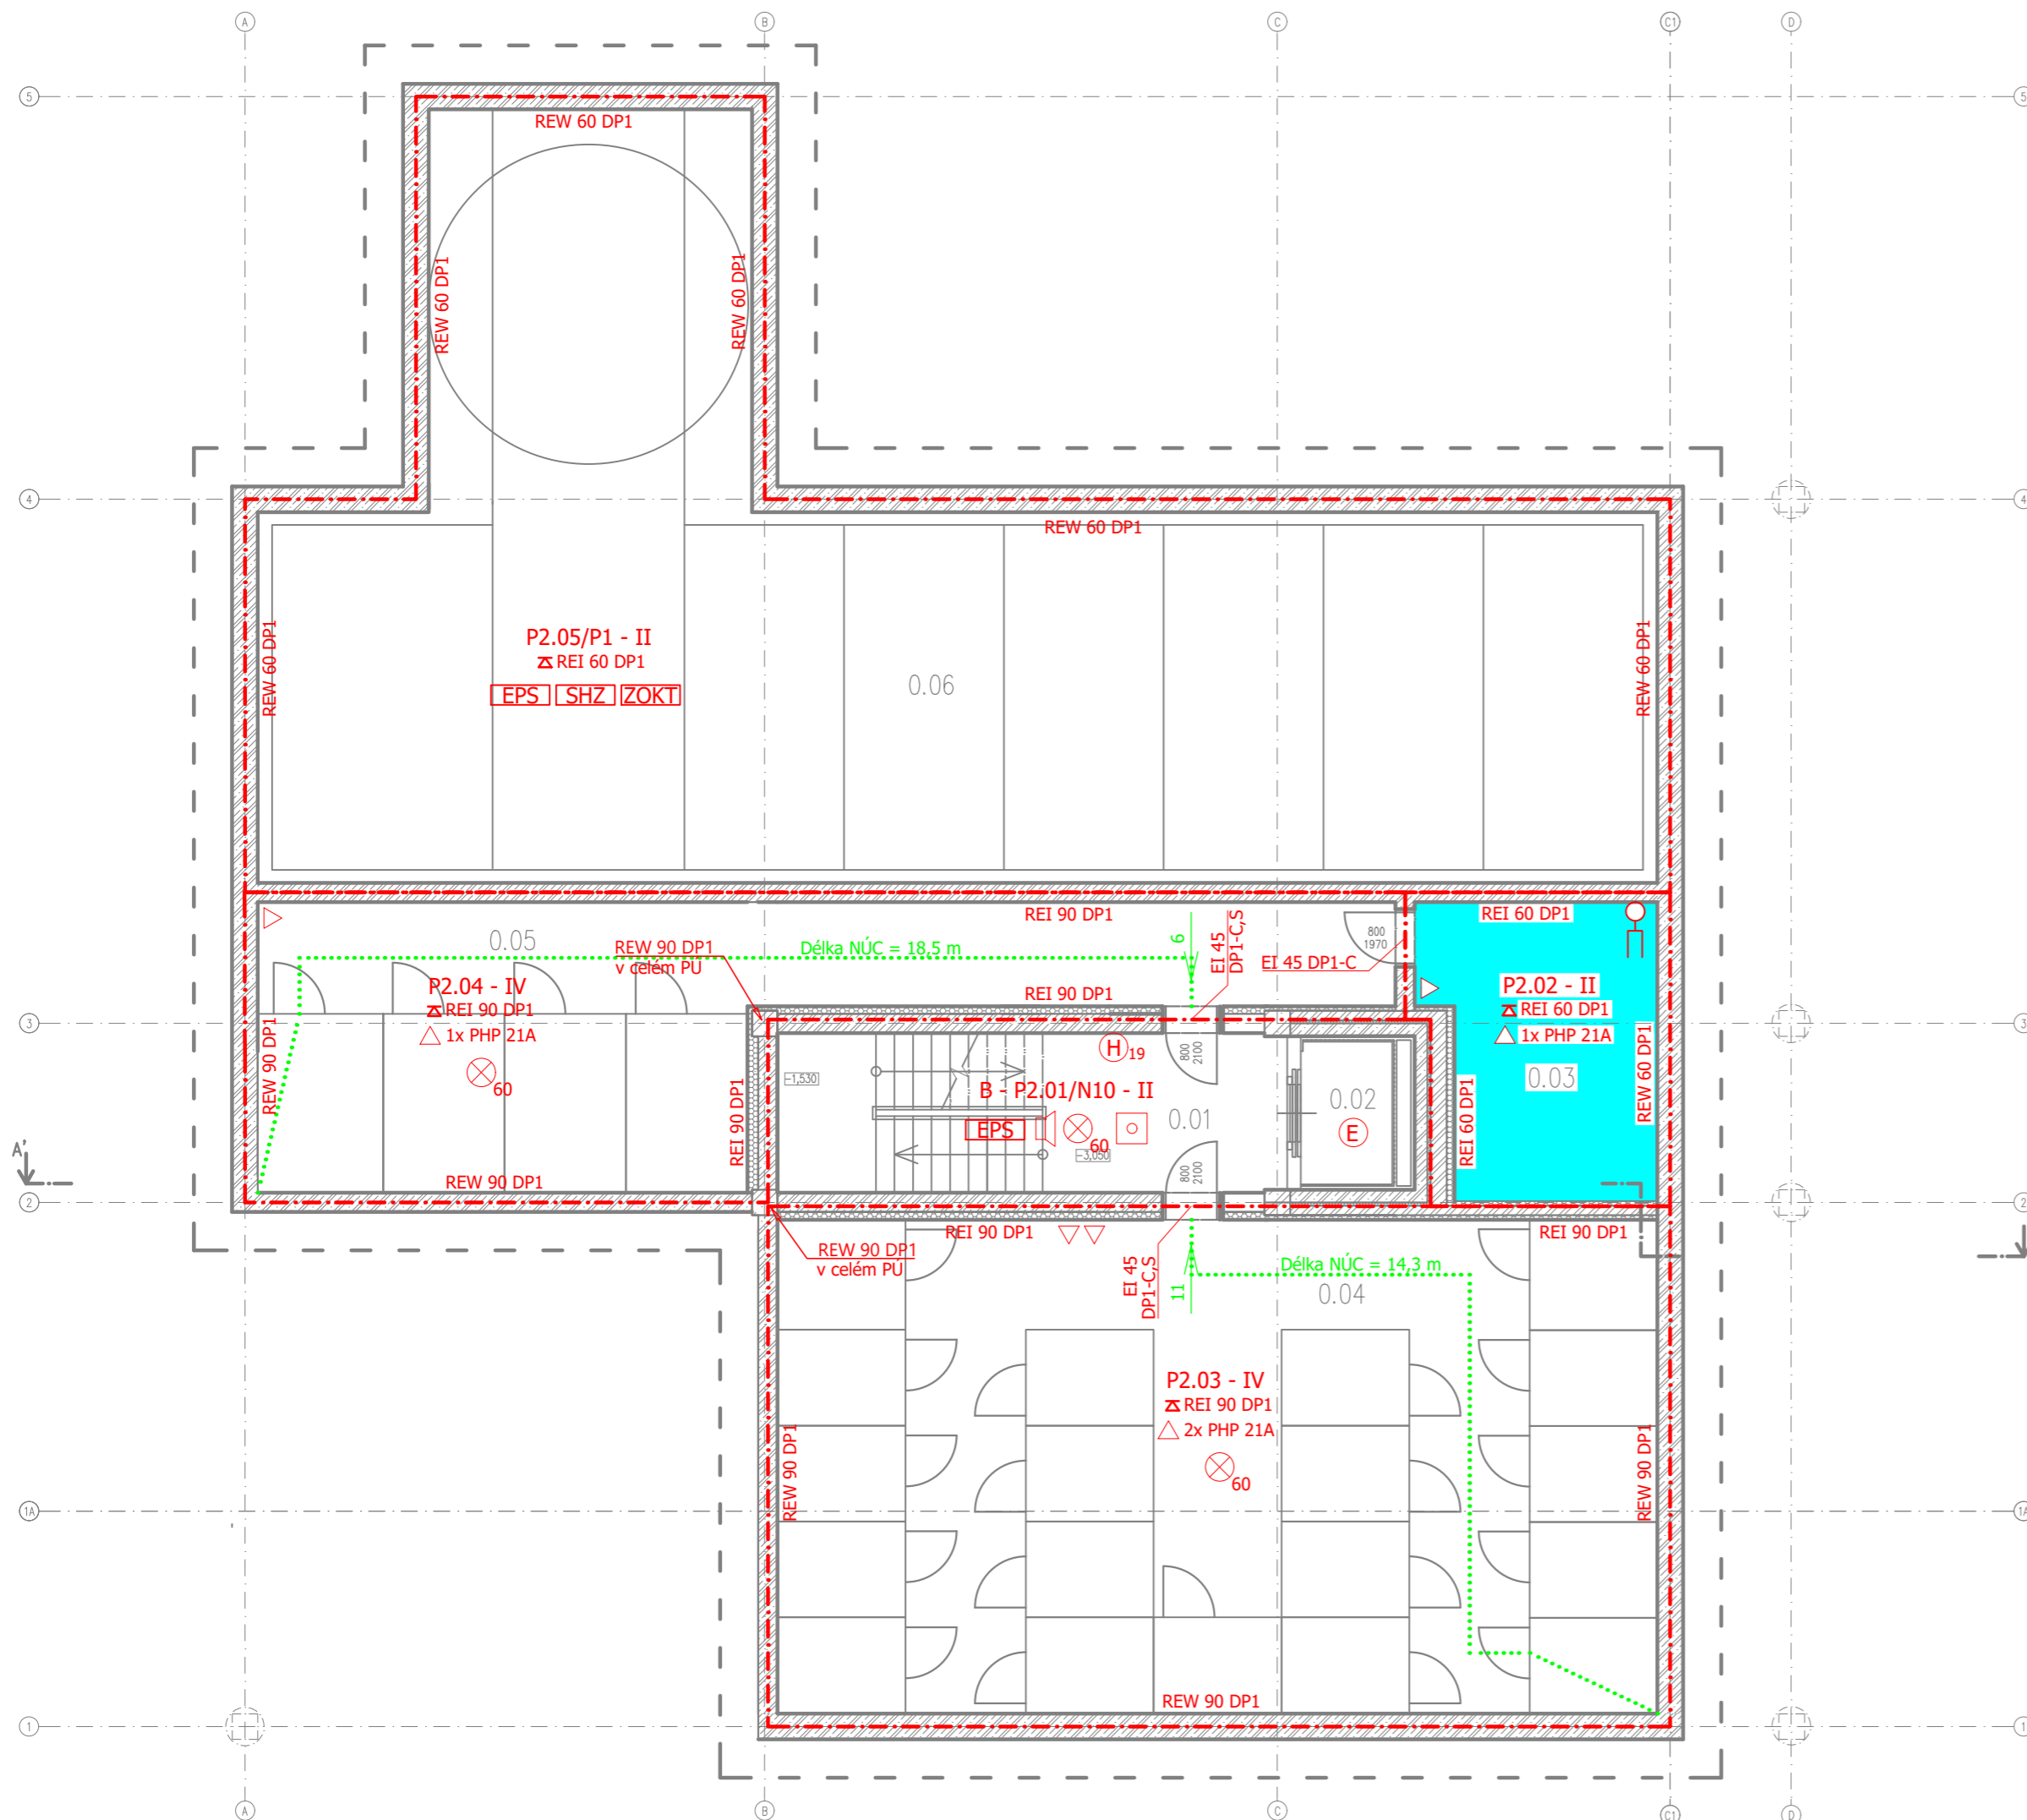 A
B
C
C1
D
5
5
REW 60 DP1
REW 60 DP1
REW 60 DP1
4
4
REW 60 DP1
REW 60 DP1
REW 60 DP1
P2.05/P1 - II
REI 60 DP1
EPS
SHZ
ZOKT
0.06
REI 90 DP1
REI 60 DP1
0.05
REW 90 DP1
v celém PÚ
Délka NÚC = 18,5 m
6
EI 45
DP1-C,S
EI 45 DP1-C
800
1970
P2.04 - IV
REI 90 DP1
1x PHP 21A
60
REI 90 DP1
P2.02 - II
REI 60 DP1
1x PHP 21A
0.03
3
3
REW 90 DP1
REI 90 DP1
-1,530
H
19
800
2100
B - P2.01/N10 - II
EPS
60
-3,050
0.01
0.02
E
800
2100
REI 60 DP1
REW 60 DP1
A'
REW 90 DP1
2
2
REI 90 DP1
REI 90 DP1
REW 90 DP1
v celém PÚ
EI 45
DP1-C,S
11
Délka NÚC = 14,3 m
0.04
P2.03 - IV
REI 90 DP1
2x PHP 21A
60
REW 90 DP1
REW 90 DP1
1A
1A
REW 90 DP1
1
1
A
B
C
C1
D